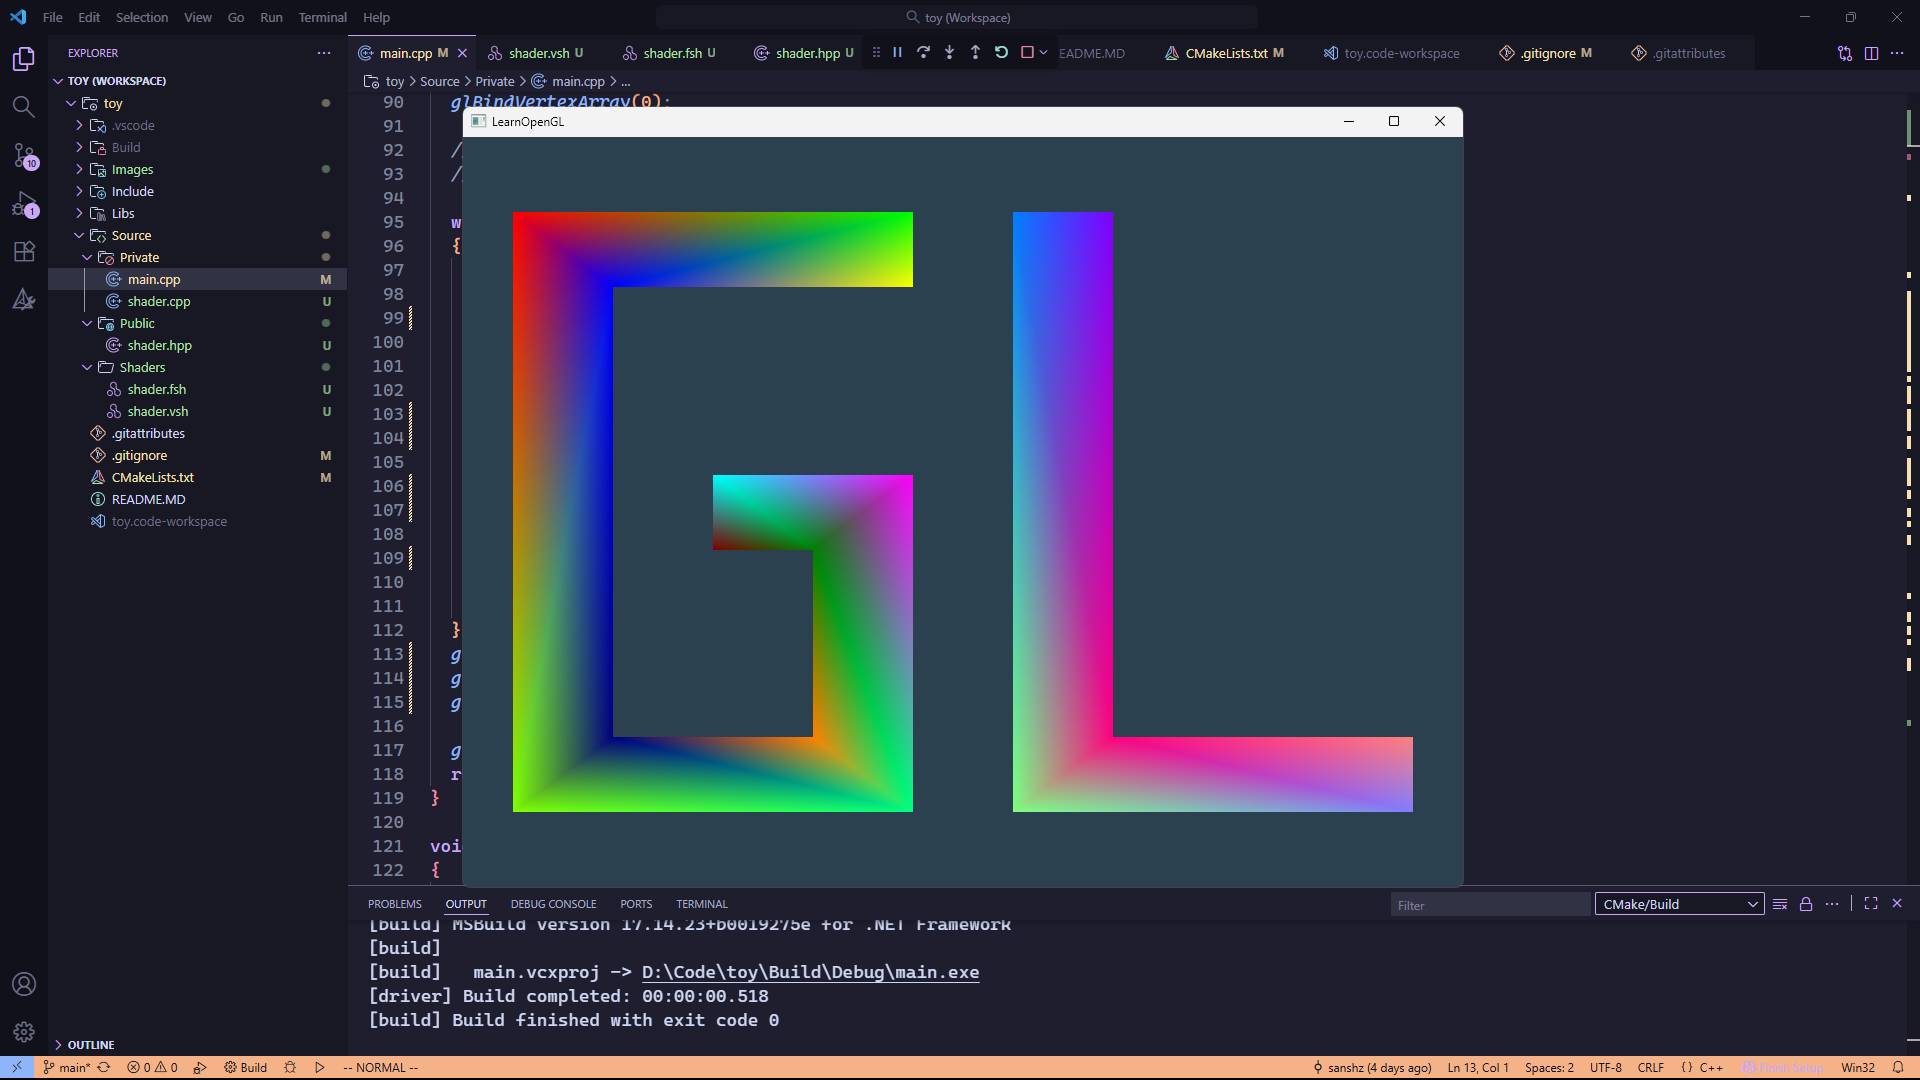 File Edit Selection View Go Run Terminal Help
toy (Workspace)
EXPLORER
TOY (WORKSPACE)
toy
.vscode
Build
Images
Include
Libs
Source
Private
main.cpp M
shader.cpp U
Public
shader.hpp U
Shaders
shader.fsh U
shader.vsh U
.gitattributes
.gitignore M
CMakeLists.txt M
README.MD
toy.code-workspace
OUTLINE
main.cpp M
shader.vsh U
shader.fsh U
shader.hpp U
EADME.MD
CMakeLists.txt M
toy.code-workspace
.gitignore M
.gitattributes
toy > Source > Private > main.cpp > ...
90 glBindVertexArray(0);
91
92 /
93 /
94
95 w
96 {
97
98
99
100
101
102
103
104
105
106
107
108
109
110
111
112 }
113 g
114 g
115 g
116
117 g
118 r
119 }
120
121 voi
122 {
LearnOpenGL
GL
PROBLEMS OUTPUT DEBUG CONSOLE PORTS TERMINAL
Filter
CMake/Build
[build] MSBuild version 17.14.23+b0019275e for .NET Framework
[build]
[build] main.vcxproj -> D:\Code\toy\Build\Debug\main.exe
[driver] Build completed: 00:00:00.518
[build] Build finished with exit code 0
10
1
main* 0 0 Build -- NORMAL --
sanshz (4 days ago) Ln 13, Col 1 Spaces: 2 UTF-8 CRLF {} C++ Finish Setup Win32